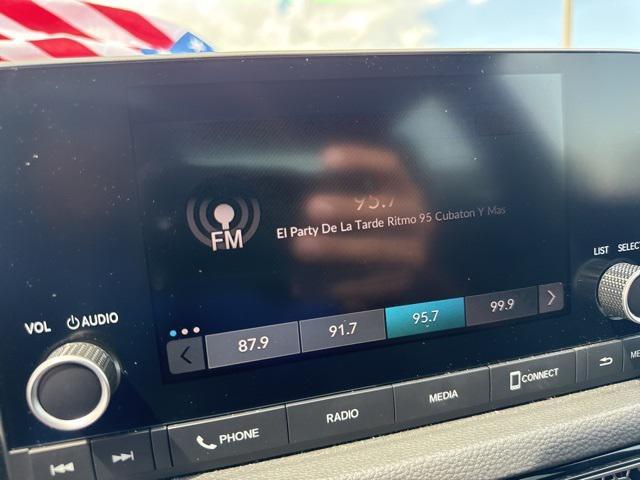 95.7
El Party De La Tarde Ritmo 95 Cubaton Y Mas
FM
LIST SELECT
VOL AUDIO
87.9 91.7 95.7 99.9
PHONE RADIO MEDIA CONNECT